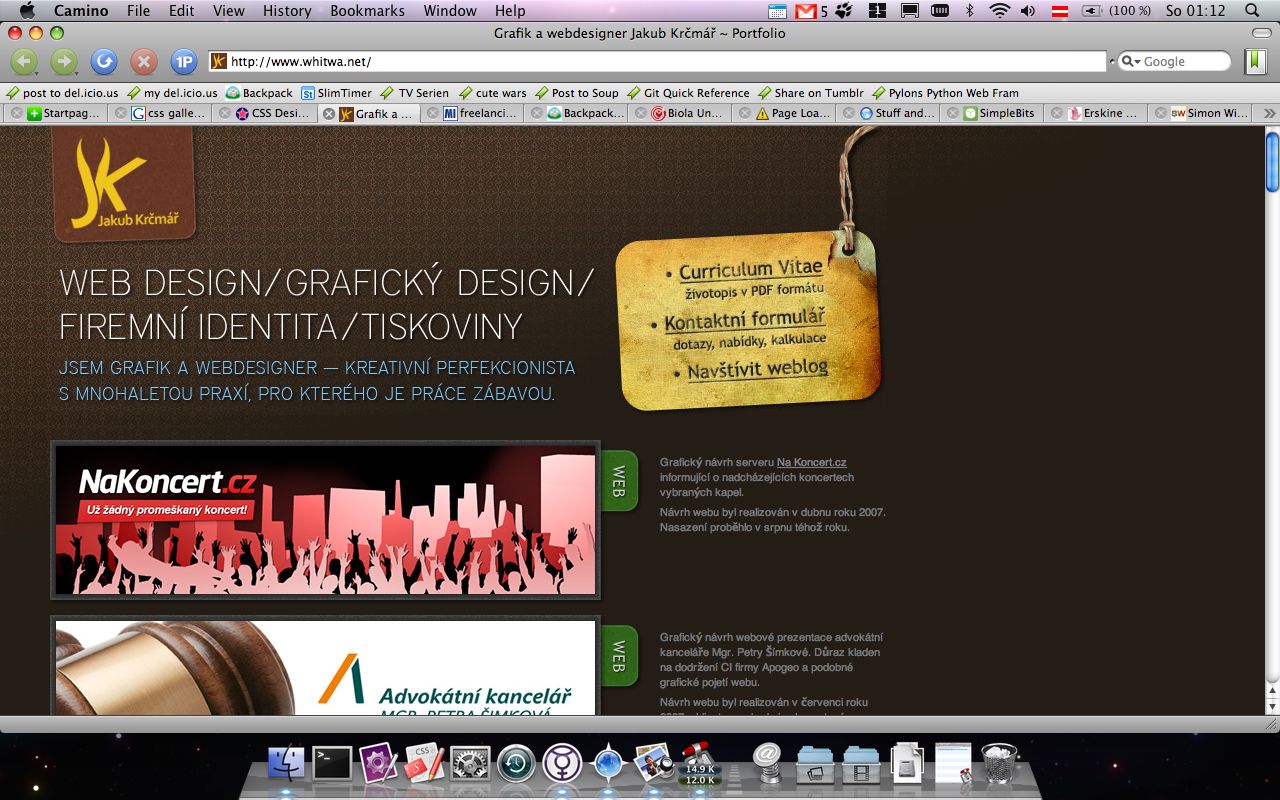 Camino File Edit View History Bookmarks Window Help 5 1 (100 %) So 01:12
Grafik a webdesigner Jakub Krčmář ~ Portfolio
1P http://www.whitwa.net/ Google
post to del.icio.us my del.icio.us Backpack St SlimTimer TV Serien cute wars Post to Soup Git Quick Reference Share on Tumblr Pylons Python Web Fram
Startpag... G css galle... CSS Desi... Grafik a ... MI freelanci... Backpack... Biola Un... Page Loa... Stuff and... SimpleBits Erskine ... SW Simon Wi...
JK
Jakub Krčmář
WEB DESIGN/GRAFICKÝ DESIGN/
FIREMNÍ IDENTITA/TISKOVINY
JSEM GRAFIK A WEBDESIGNER — KREATIVNÍ PERFEKCIONISTA
S MNOHALETOU PRAXÍ, PRO KTERÉHO JE PRÁCE ZÁBAVOU.
• Curriculum Vitae
životopis v PDF formátu
• Kontaktní formulář
dotazy, nabídky, kalkulace
• Navštívit weblog
NaKoncert.cz
Už žádný promeškaný koncert!
WEB
Grafický návrh serveru Na Koncert.cz
informující o nadcházejících koncertech
vybraných kapel.
Návrh webu byl realizován v dubnu roku 2007.
Nasazení proběhlo v srpnu téhož roku.
Advokátní kancelář
MGR. PETRA ŠIMKOVÁ
WEB
Grafický návrh webové prezentace advokátní
kanceláře Mgr. Petry Šímkové. Důraz kladen
na dodržení CI firmy Apogeo a podobné
grafické pojetí webu.
Návrh webu byl realizován v červenci roku
CSS
14.9 K
12.0 K